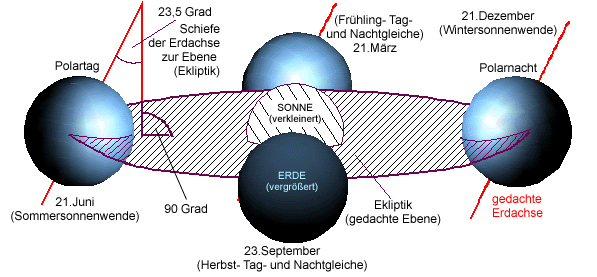 23,5 Grad
Schiefe
der Erdachse
zur Ebene
(Ekliptik)
Polartag
(Frühling- Tag-
und Nachtgleiche)
21.März
21.Dezember
(Wintersonnenwende)
Polarnacht
SONNE
(verkleinert)
ERDE
(vergrößert)
21.Juni
(Sommersonnenwende)
90 Grad
Ekliptik
(gedachte Ebene)
gedachte
Erdachse
23.September
(Herbst- Tag- und Nachtgleiche)